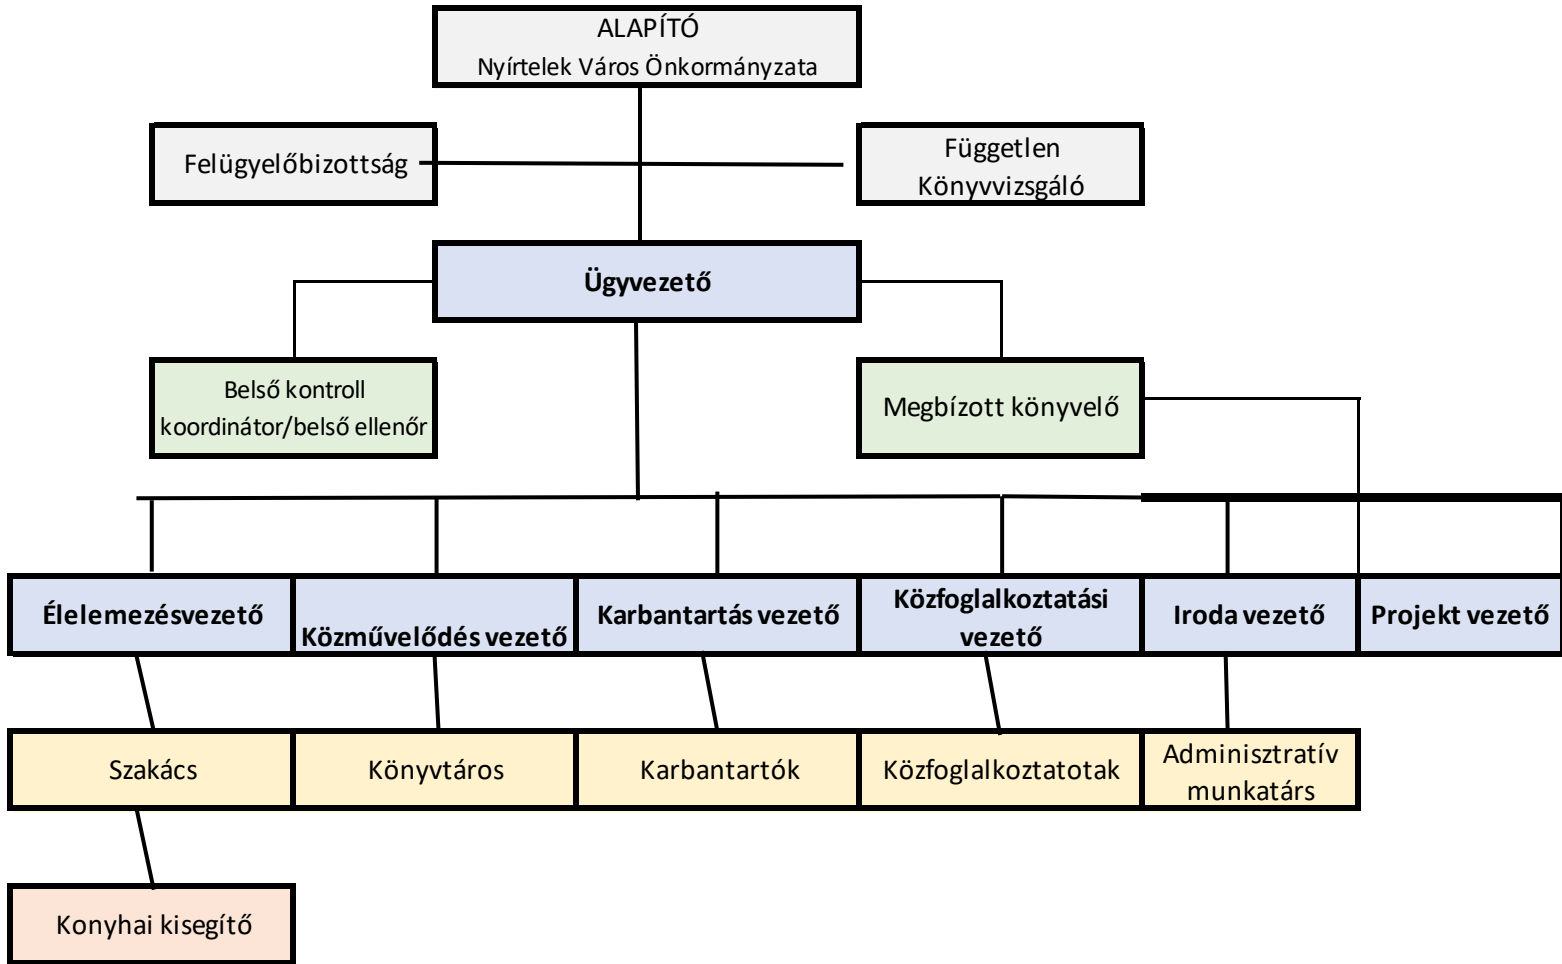 ALAPÍTÓ
Nyírtelek Város Önkormányzata
Felügyelőbizottság
Független
Könyvvizsgáló
Ügyvezető
Belső kontroll
koordinátor/belső ellenőr
Megbízott könyvelő
Élelemezésvezető
Közművelődés vezető
Karbantartás vezető
Közfoglalkoztatási
vezető
Iroda vezető
Projekt vezető
Szakács
Könyvtáros
Karbantartók
Közfoglalkoztatotak
Adminisztratív
munkatárs
Konyhai kisegítő